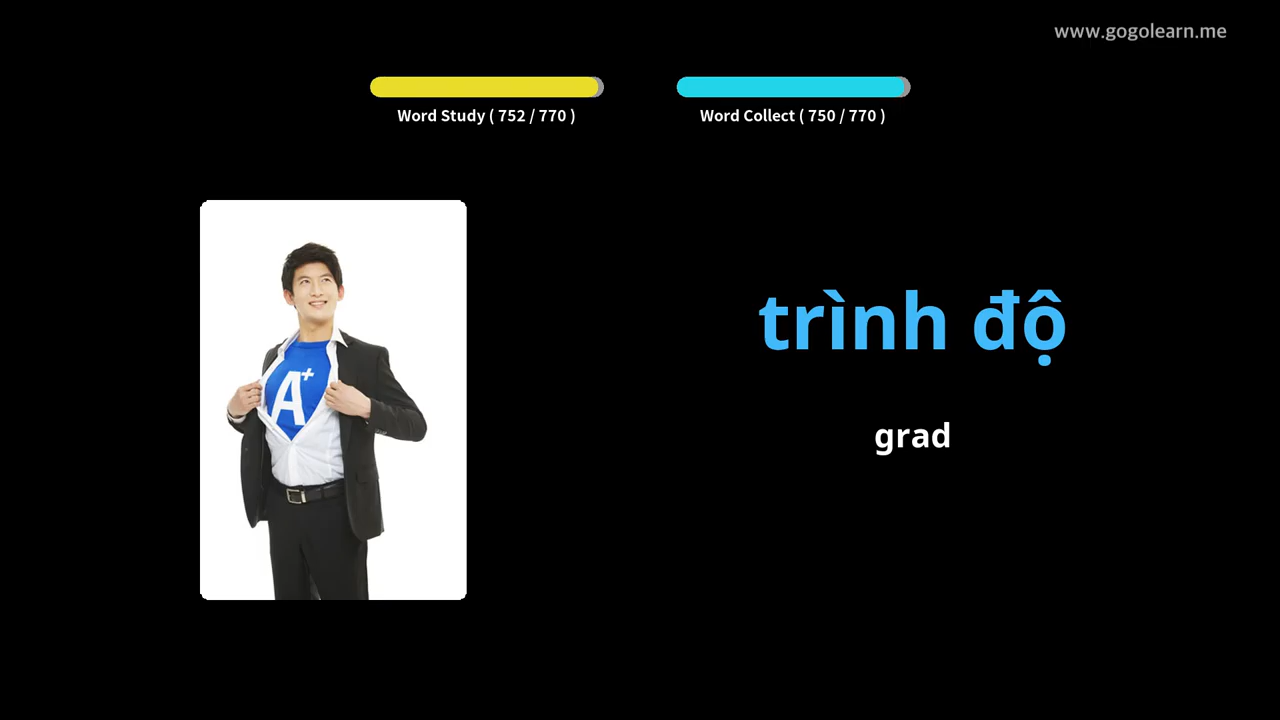 www.gogolearn.me
Word Study ( 752 / 770 )
Word Collect ( 750 / 770 )
A+
trình độ
grad